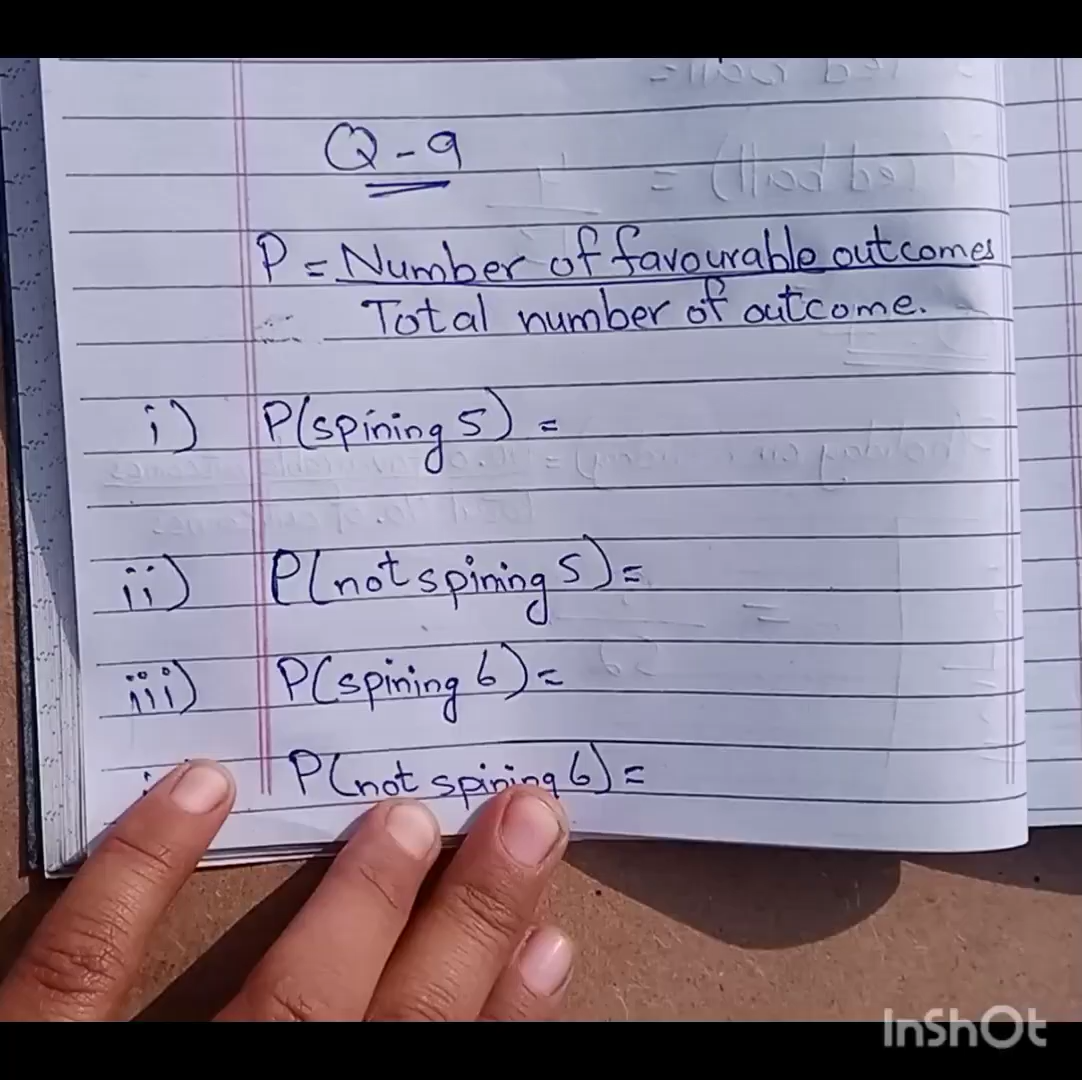 Q-9
P = Number of favourable outcomes
Total number of outcome.
i) P(spining 5) =
ii) P(not spining 5) =
iii) P(spining 6) =
P(not spining 6) =
InShOt